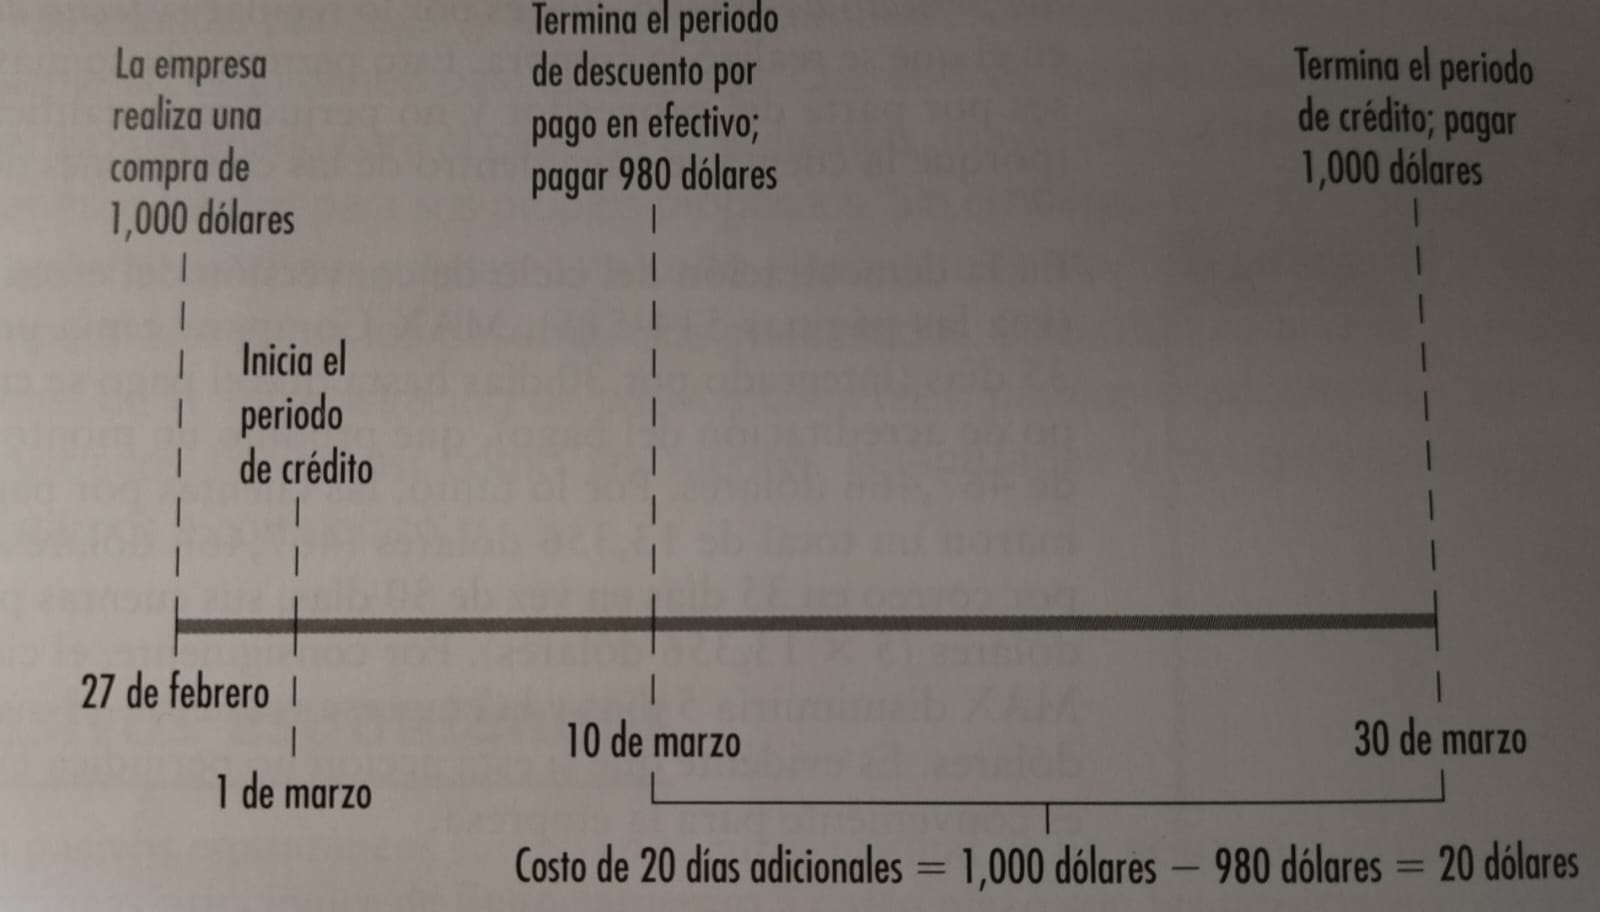 La empresa
realiza una
compra de
1,000 dólares
Inicia el
periodo
de crédito
Termina el periodo
de descuento por
pago en efectivo;
pagar 980 dólares
Termina el periodo
de crédito; pagar
1,000 dólares
27 de febrero
1 de marzo
10 de marzo
30 de marzo
Costo de 20 días adicionales = 1,000 dólares − 980 dólares = 20 dólares